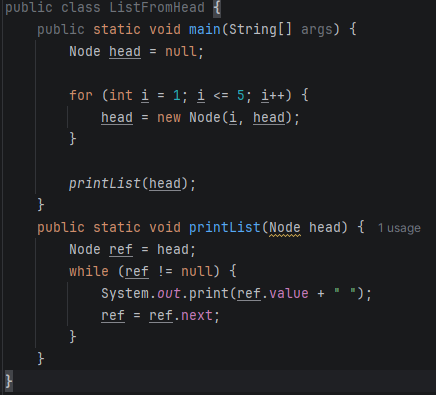 public class ListFromHead {
    public static void main(String[] args) {
        Node head = null;

        for (int i = 1; i <= 5; i++) {
            head = new Node(i, head);
        }

        printList(head);
    }
    public static void printList(Node head) { 1 usage
        Node ref = head;
        while (ref != null) {
            System.out.print(ref.value + " ");
            ref = ref.next;
        }
    }
}